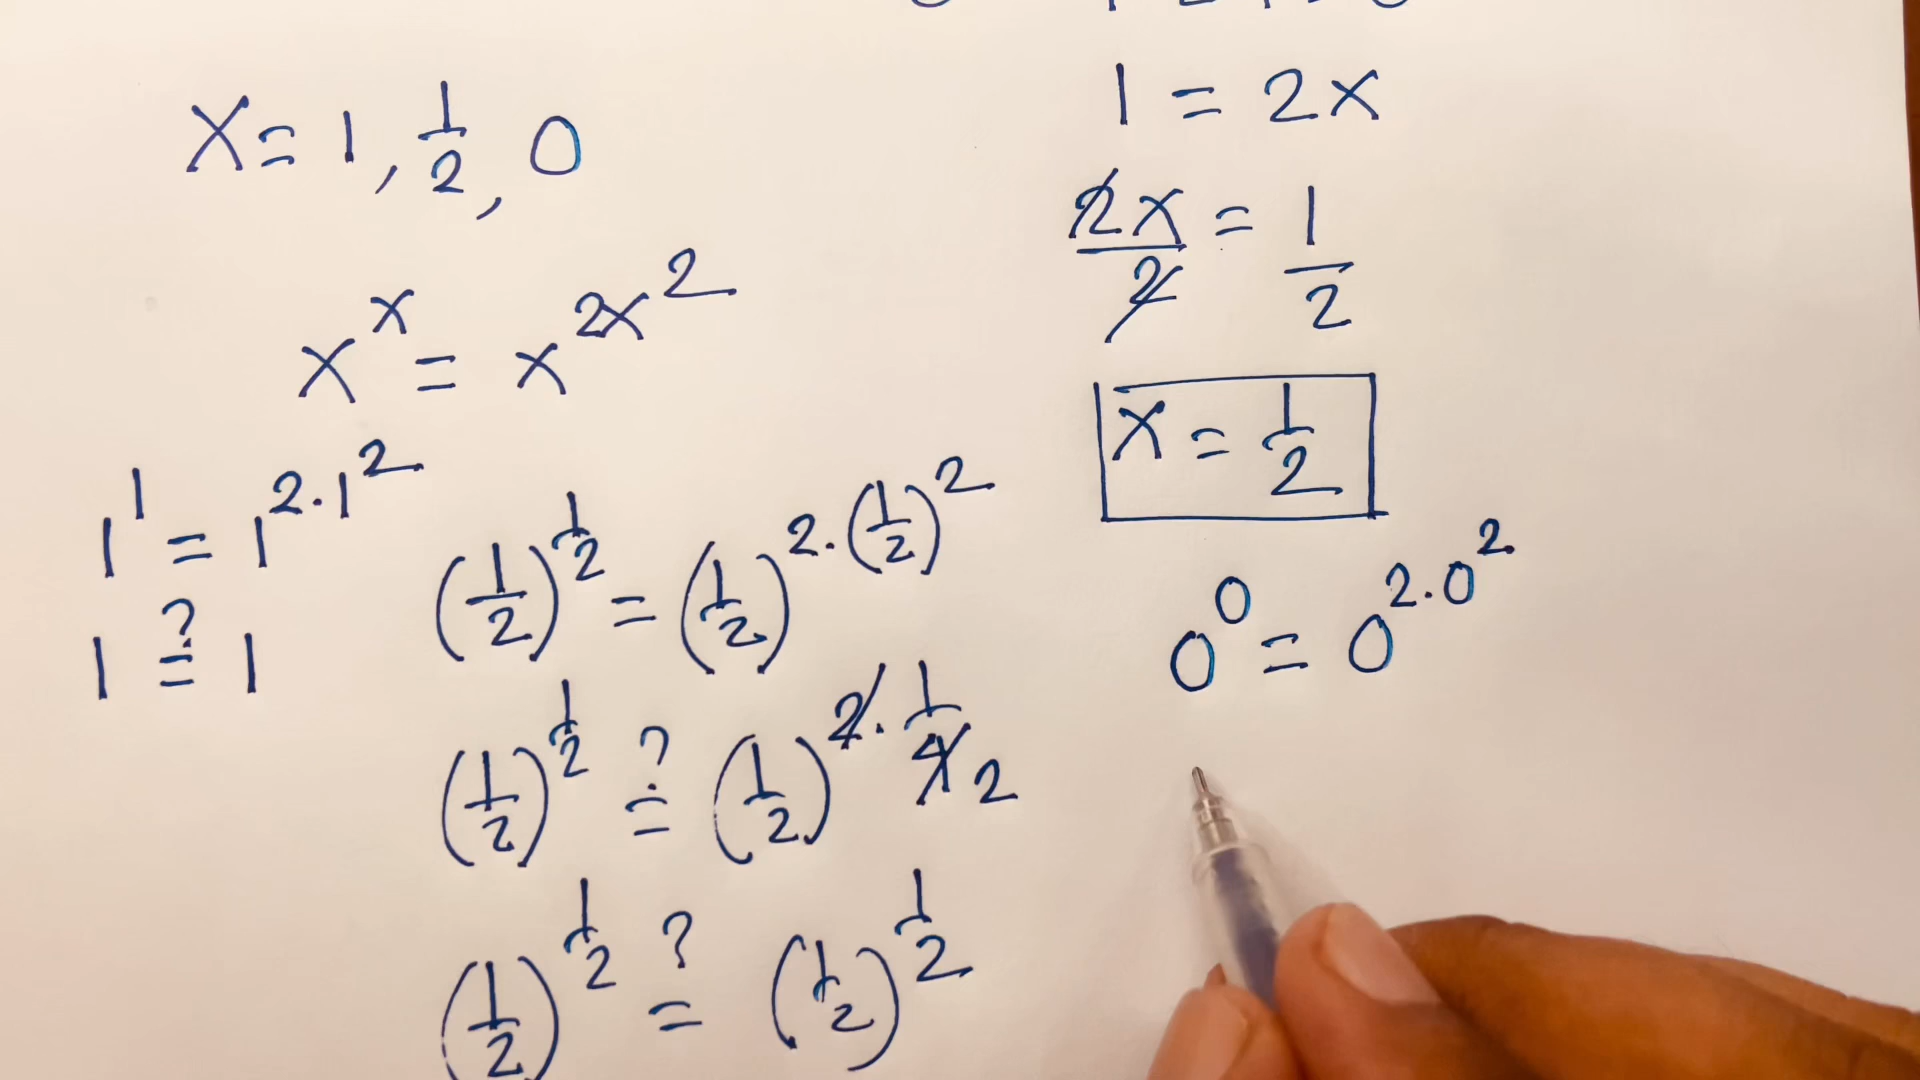 x = 1, 1/2, 0
x^x = x^(2x^2)
1^1 = 1^(2·1^2)
1 ?= 1
(1/2)^(1/2) = (1/2)^(2·(1/2)^2)
(1/2)^(1/2) ?= (1/2)^(2·1/4 2)
(1/2)^(1/2) ?= (1/2)^(1/2)
1 = 2x
2x/2 = 1/2
x = 1/2
0^0 = 0^(2·0^2)